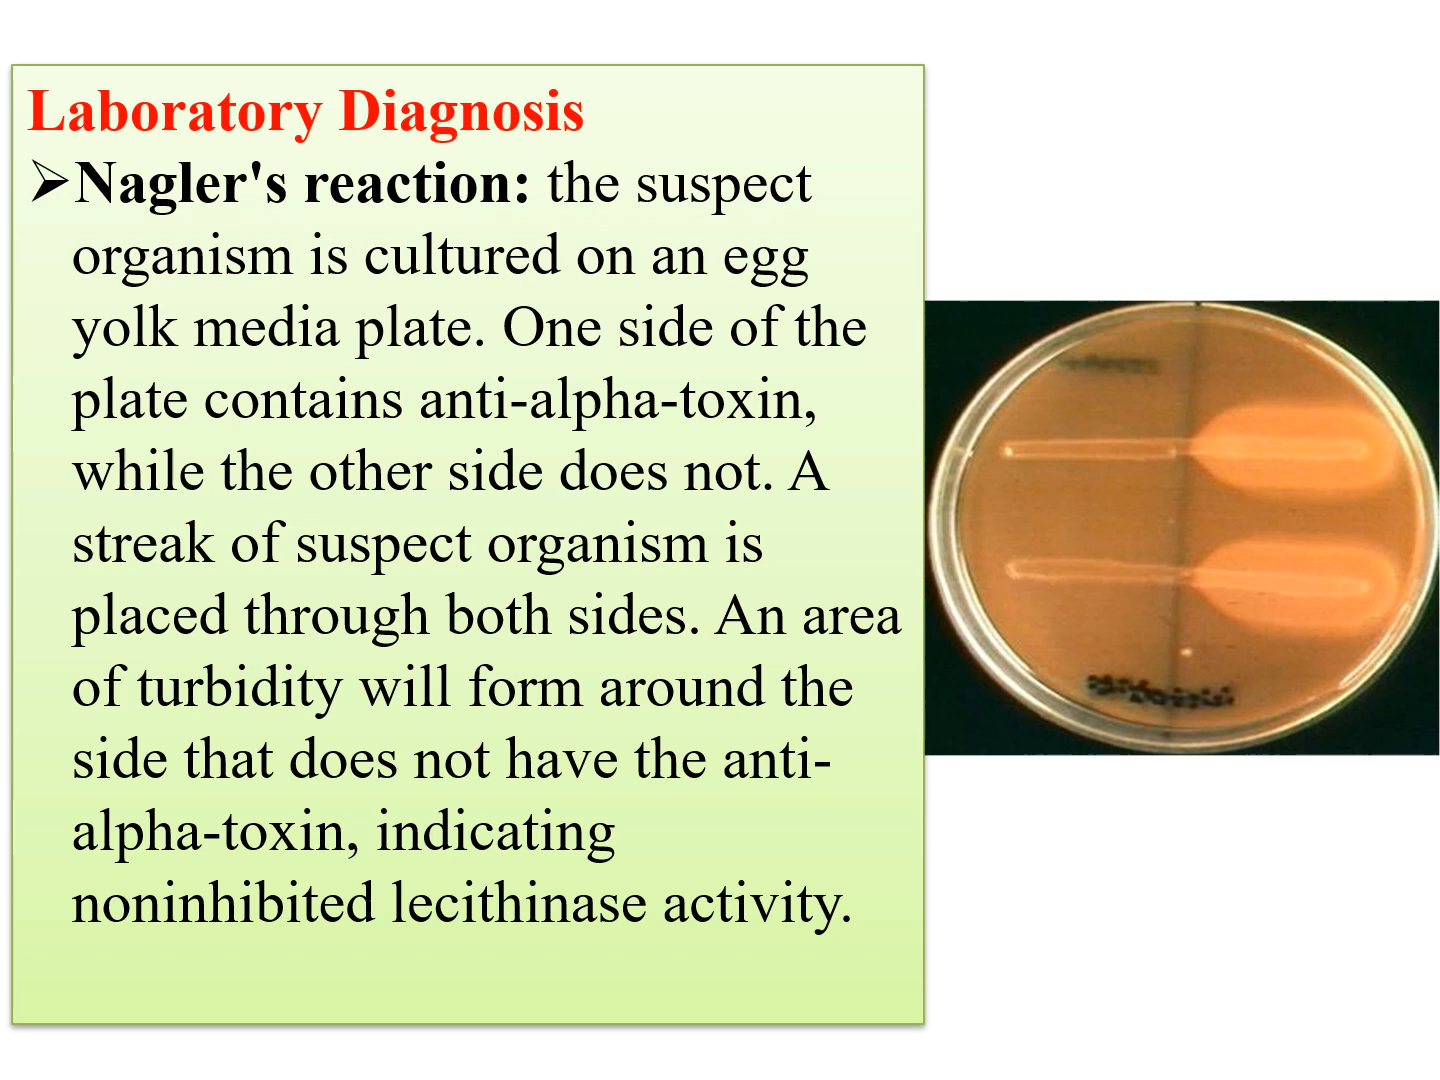 Laboratory Diagnosis
➢Nagler's reaction: the suspect
organism is cultured on an egg
yolk media plate. One side of the
plate contains anti-alpha-toxin,
while the other side does not. A
streak of suspect organism is
placed through both sides. An area
of turbidity will form around the
side that does not have the anti-
alpha-toxin, indicating
noninhibited lecithinase activity.